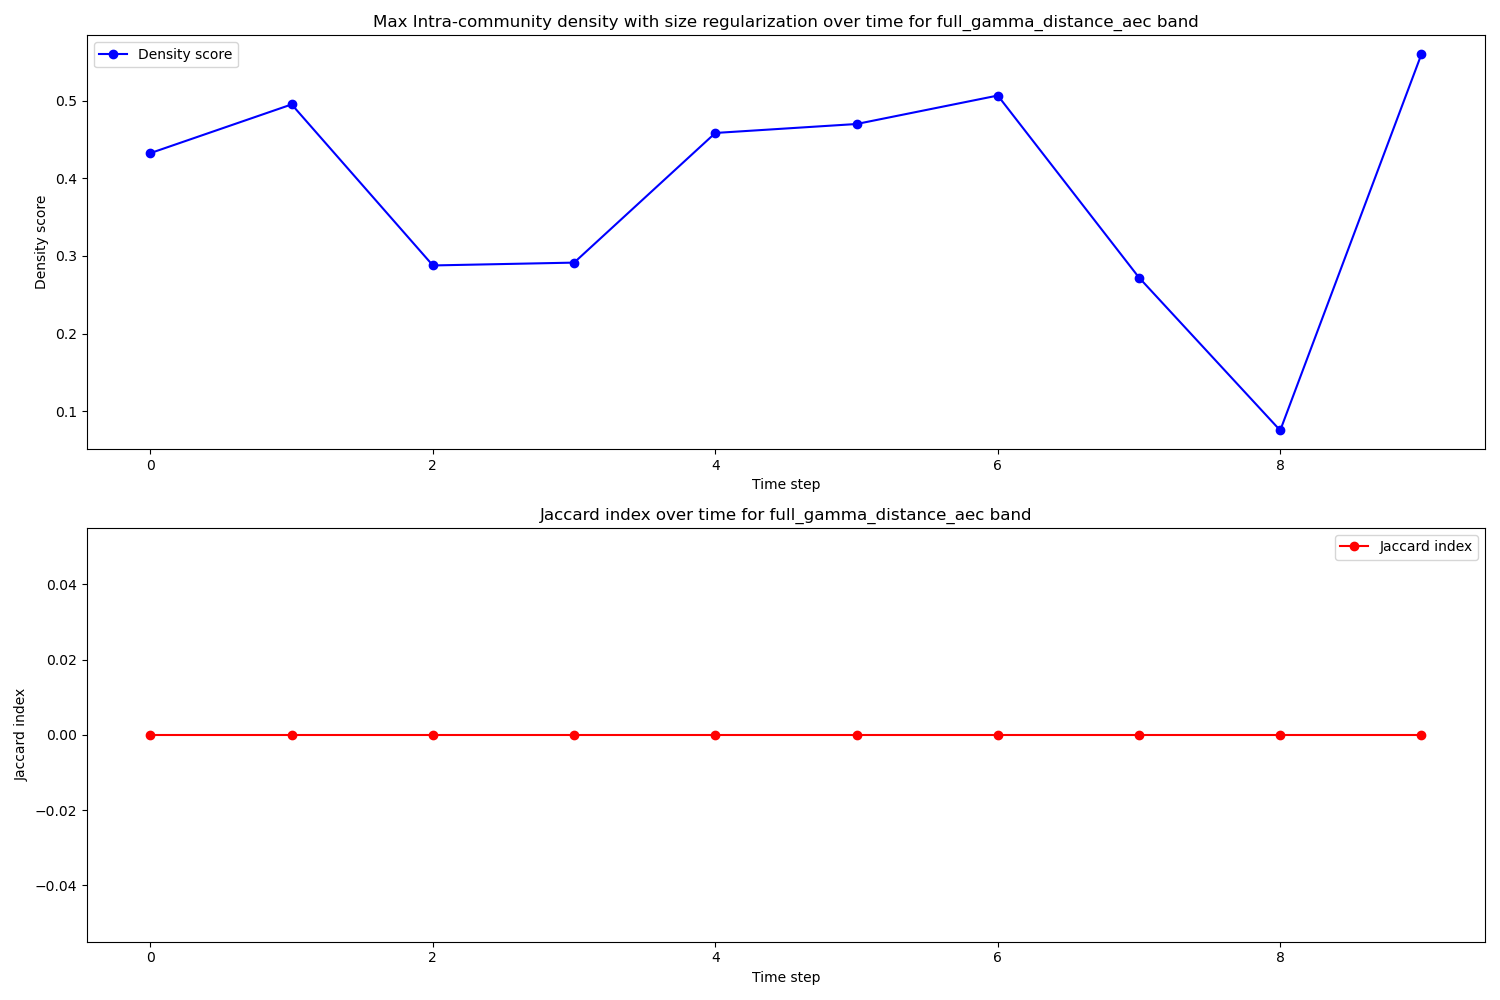 Max Intra-community density with size regularization over time for full_gamma_distance_aec band
Density score
0.5
0.4
0.3
0.2
0.1
Density score
0
2
4
6
8
Time step
Jaccard index over time for full_gamma_distance_aec band
Jaccard index
0.04
0.02
0.00
−0.02
−0.04
Jaccard index
0
2
4
6
8
Time step